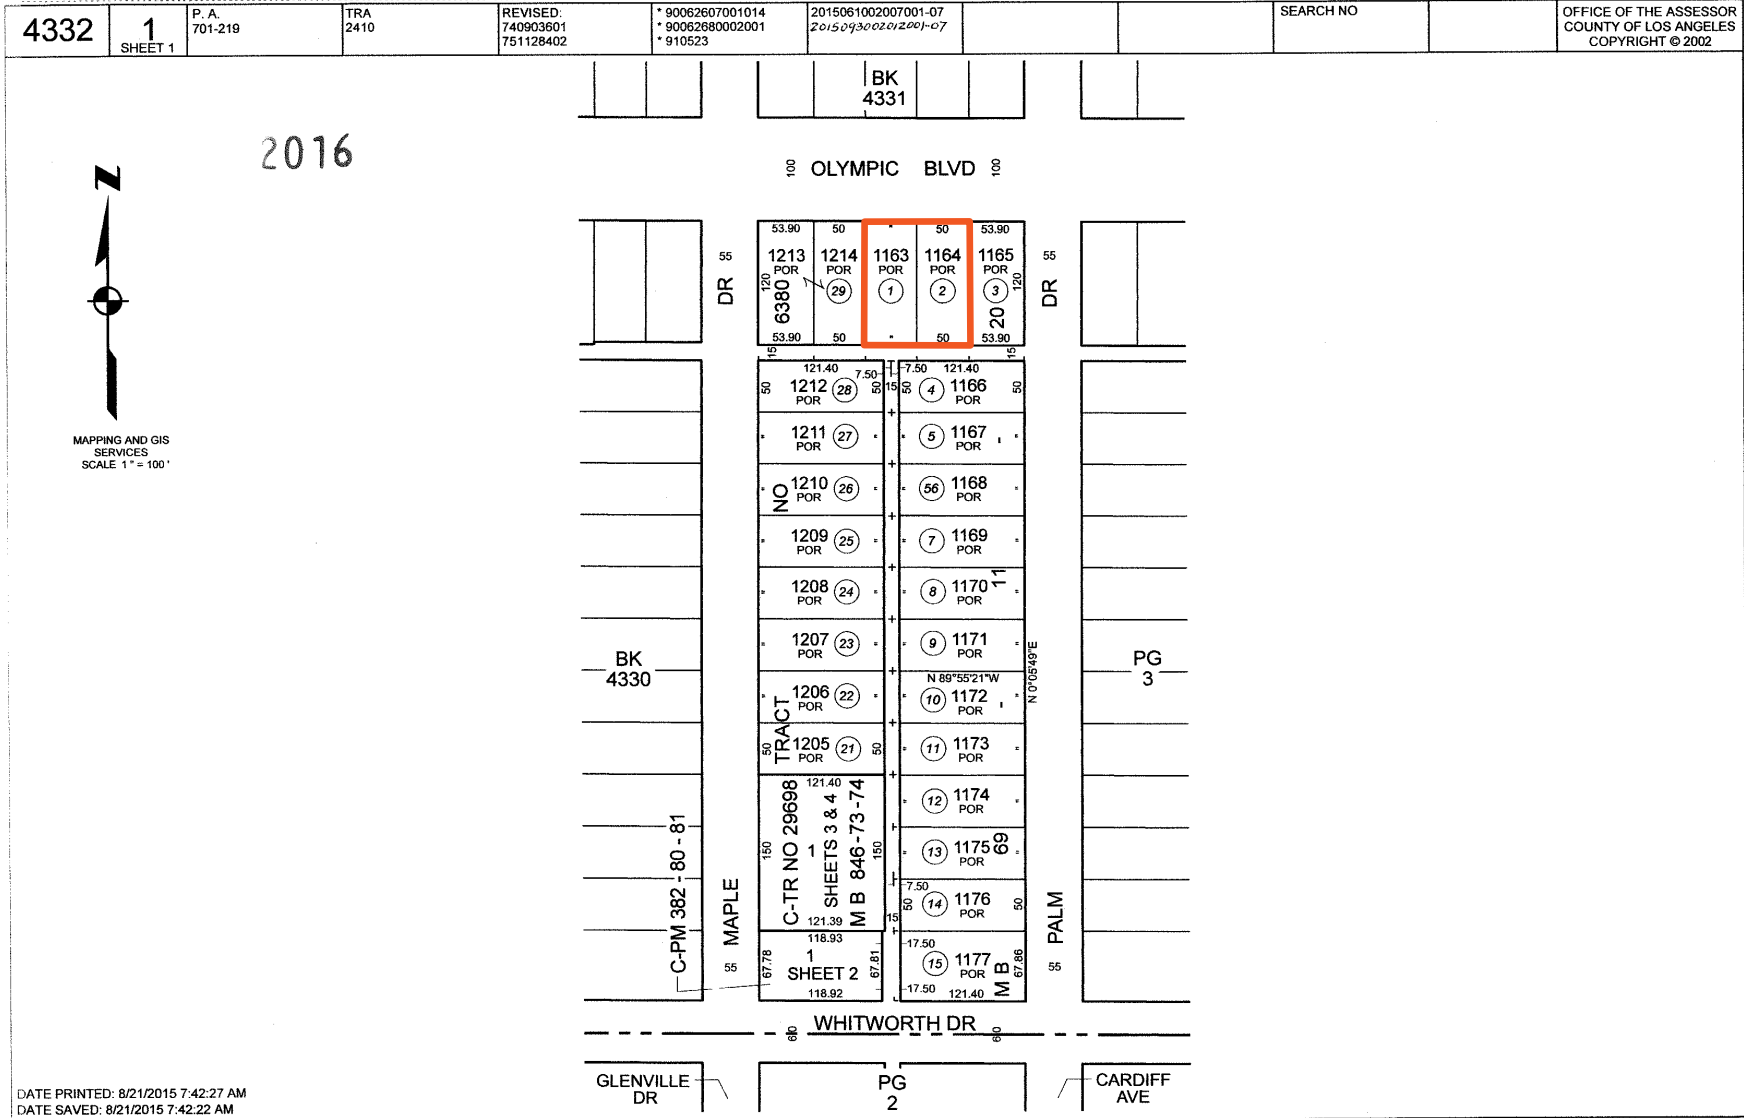 4332
1
SHEET 1
P. A.
701-219
TRA
2410
REVISED:
740903601
751128402
* 90062607001014
* 90062680002001
* 910523
2015061002007001-07
2015093002012001-07
SEARCH NO
OFFICE OF THE ASSESSOR
COUNTY OF LOS ANGELES
COPYRIGHT © 2002
BK
4331
2016
100 OLYMPIC BLVD 100
N
53.90 50 50 53.90
55 1213 1214 1163 1164 1165 55
POR POR POR POR POR
DR 120 6380 29 1 2 3 20 120 DR
53.90 50 50 53.90
15 15
121.40 7.50 7.50 121.40
50 1212 28 50 15 50 4 1166 50
POR POR
1211 27 5 1167
POR POR
NO 1210 26 56 1168
POR POR
1209 25 7 1169
POR POR
1208 24 8 1170 11
POR POR
1207 23 9 1171
POR POR
N 0°05'49"E
N 89°55'21"W
1206 22 10 1172
POR POR
TRACT
50 1205 21 50 11 1173
POR POR
121.40
12 1174
POR
C-TR NO 29698
1
SHEETS 3 & 4
M B 846-73-74
150 150
13 1175 69
POR
121.39
7.50
15 50 14 1176 50
POR
118.93
17.50
67.78 1 67.81 15 1177 67.86
SHEET 2 POR M B
118.92 17.50 121.40
BK
4330
PG
3
C-PM 382 - 80 - 81
MAPLE
55
PALM
55
MAPPING AND GIS
SERVICES
SCALE 1 " = 100 '
60 WHITWORTH DR 60
GLENVILLE
DR
PG
2
CARDIFF
AVE
DATE PRINTED: 8/21/2015 7:42:27 AM
DATE SAVED: 8/21/2015 7:42:22 AM